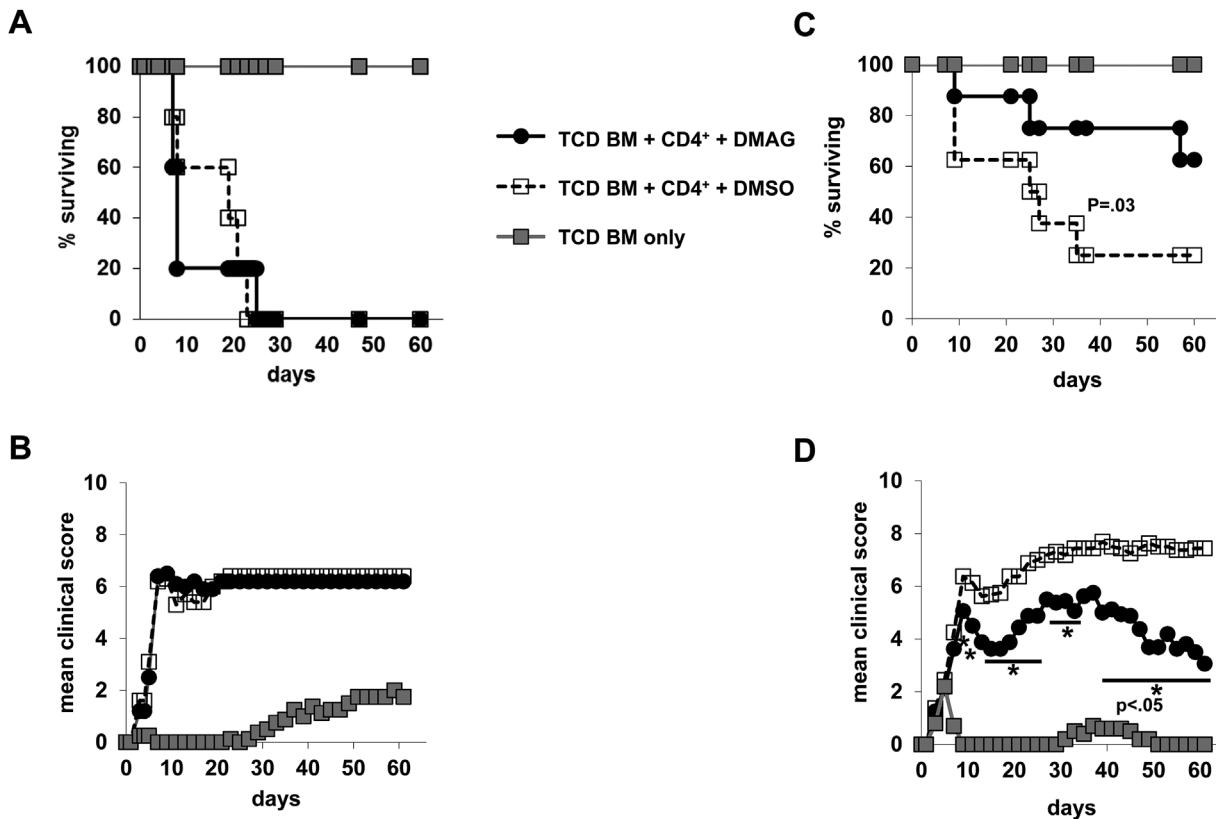 A
% surviving
100
80
60
40
20
0
0 10 20 30 40 50 60
days
TCD BM + CD4⁺ + DMAG
TCD BM + CD4⁺ + DMSO
TCD BM only
C
% surviving
100
80
60
40
20
0
P=.03
0 10 20 30 40 50 60
days
B
mean clinical score
10
8
6
4
2
0
0 10 20 30 40 50 60
days
D
mean clinical score
10
8
6
4
2
0
*
*
*
*
*
p<.05
0 10 20 30 40 50 60
days